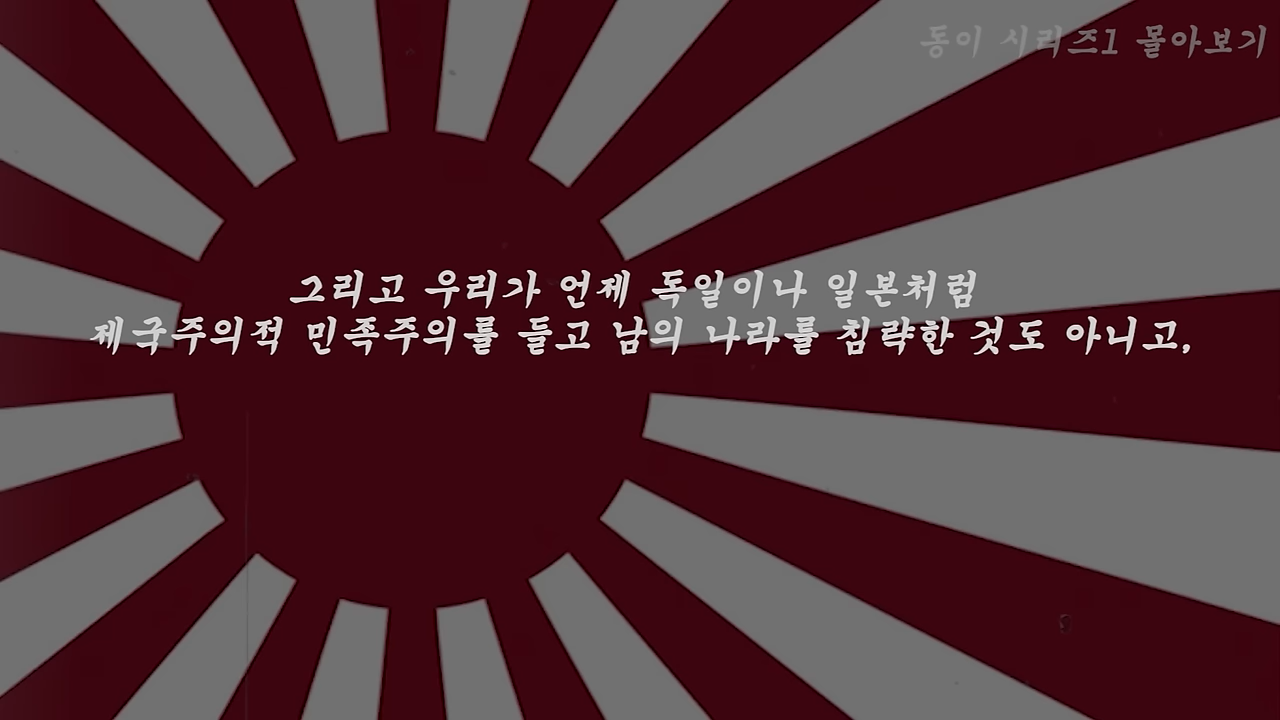 동이 시리즈1 몰아보기
그리고 우리가 언제 독일이나 일본처럼
제국주의적 민족주의를 들고 남의 나라를 침략한 것도 아니고,